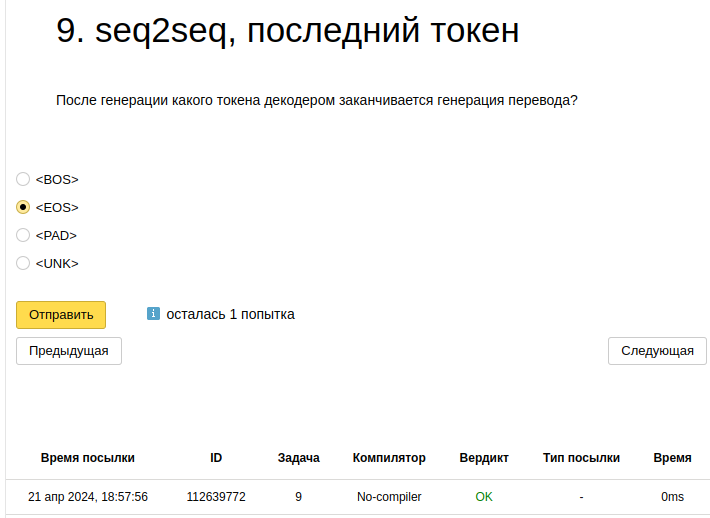 9. seq2seq, последний токен
После генерации какого токена декодером заканчивается генерация перевода?
<BOS>
<EOS>
<PAD>
<UNK>
Отправить
i осталась 1 попытка
Предыдущая Следующая
Время посылки ID Задача Компилятор Вердикт Тип посылки Время
21 апр 2024, 18:57:56 112639772 9 No-compiler OK - 0ms